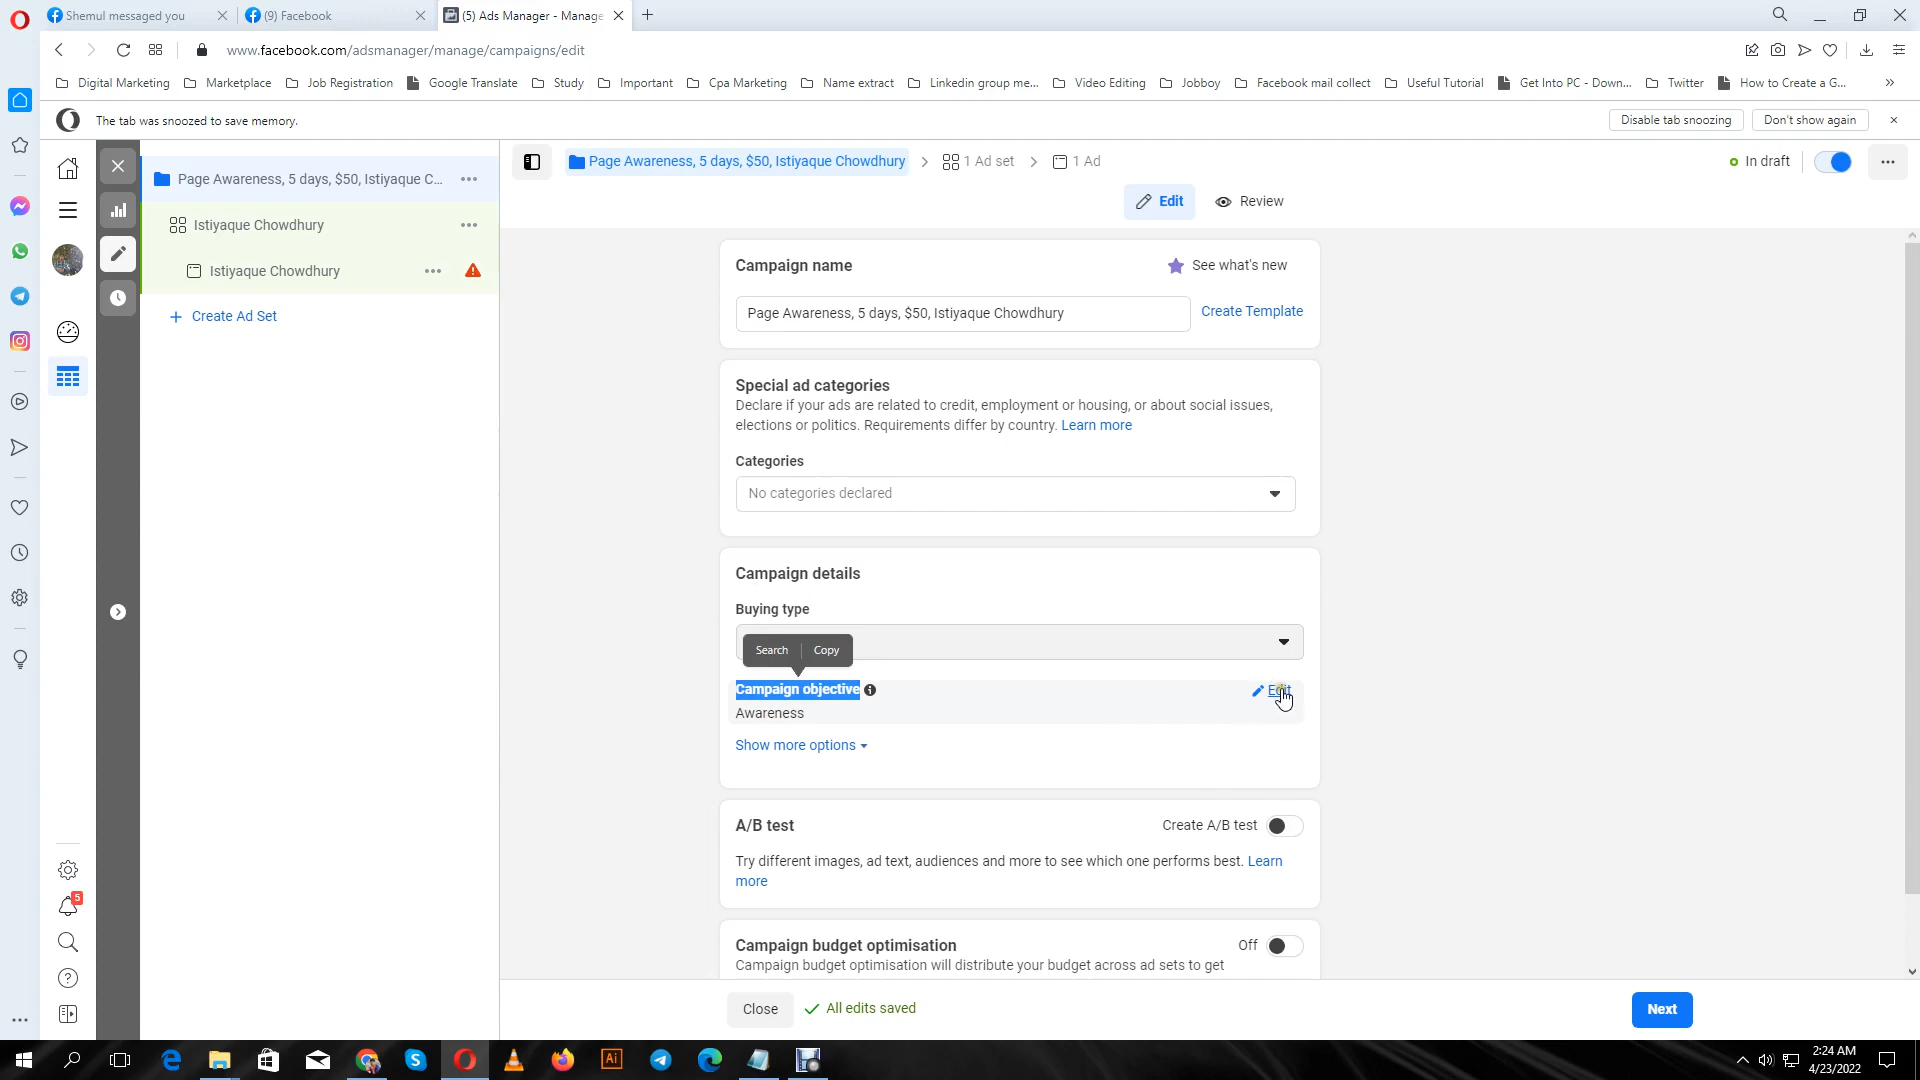 Shemul messaged you
(9) Facebook
(5) Ads Manager - Manage
www.facebook.com/adsmanager/manage/campaigns/edit
Digital Marketing
Marketplace
Job Registration
Google Translate
Study
Important
Cpa Marketing
Name extract
Linkedin group me...
Video Editing
Jobboy
Facebook mail collect
Useful Tutorial
Get Into PC - Down...
Twitter
How to Create a G...
The tab was snoozed to save memory.
Disable tab snoozing
Don't show again
Page Awareness, 5 days, $50, Istiyaque C...
Istiyaque Chowdhury
Istiyaque Chowdhury
+ Create Ad Set
Page Awareness, 5 days, $50, Istiyaque Chowdhury
1 Ad set
1 Ad
In draft
Edit
Review
Campaign name
See what's new
Page Awareness, 5 days, $50, Istiyaque Chowdhury
Create Template
Special ad categories
Declare if your ads are related to credit, employment or housing, or about social issues,
elections or politics. Requirements differ by country. Learn more
Categories
No categories declared
Campaign details
Buying type
Search
Copy
Campaign objective
Edit
Awareness
Show more options
A/B test
Create A/B test
Try different images, ad text, audiences and more to see which one performs best. Learn
more
Campaign budget optimisation
Off
Campaign budget optimisation will distribute your budget across ad sets to get
Close
All edits saved
Next
5
2:24 AM
4/23/2022